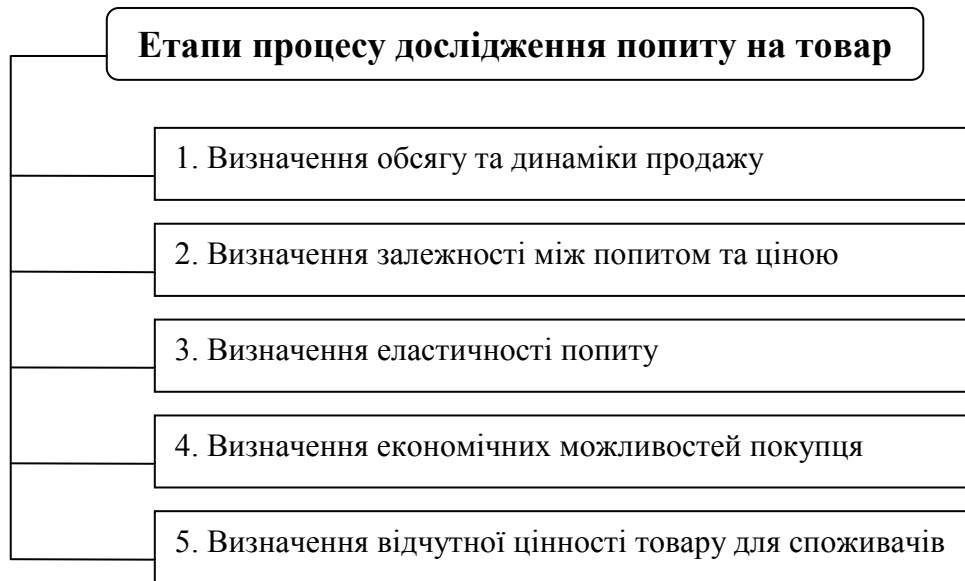 Етапи процесу дослідження попиту на товар
1. Визначення обсягу та динаміки продажу
2. Визначення залежності між попитом та ціною
3. Визначення еластичності попиту
4. Визначення економічних можливостей покупця
5. Визначення відчутної цінності товару для споживачів